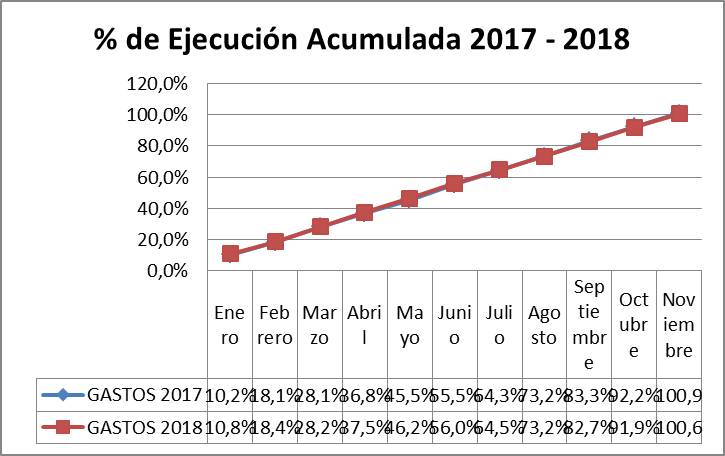 % de Ejecución Acumulada 2017 - 2018
120,0%
100,0%
80,0%
60,0%
40,0%
20,0%
0,0%
Ene Feb Mar Abri Ma Juni Juli Ago Sep Oct Nov
ro rero zo l yo o o sto tie ubr iem
mbr e bre
e
GASTOS 2017 10,2% 18,1% 28,1% 36,8% 45,5% 55,5% 64,3% 73,2% 83,3% 92,2% 100,9
GASTOS 2018 10,8% 18,4% 28,2% 37,5% 46,2% 56,0% 64,5% 73,2% 82,7% 91,9% 100,6